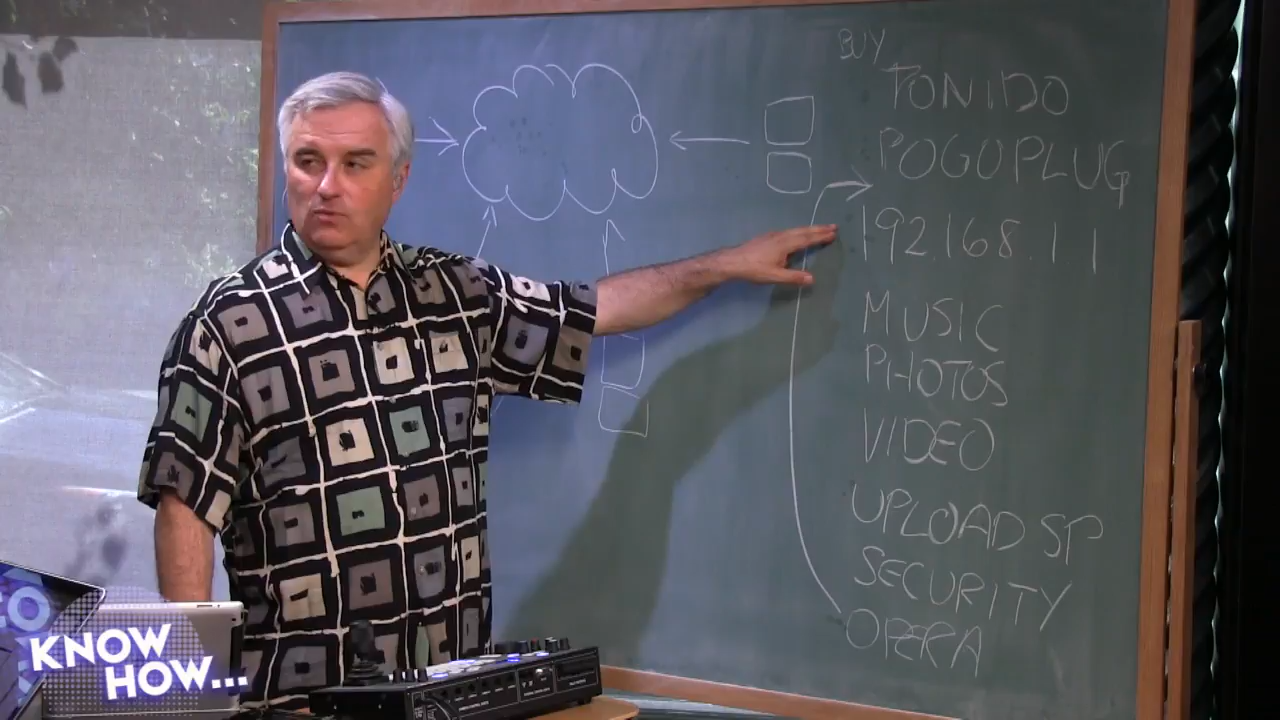 BUY
TONIDO
POGOPLUG
192.168.1.1
MUSIC
PHOTOS
VIDEO
UPLOAD SP
SECURITY
OPERA
KNOW
HOW...